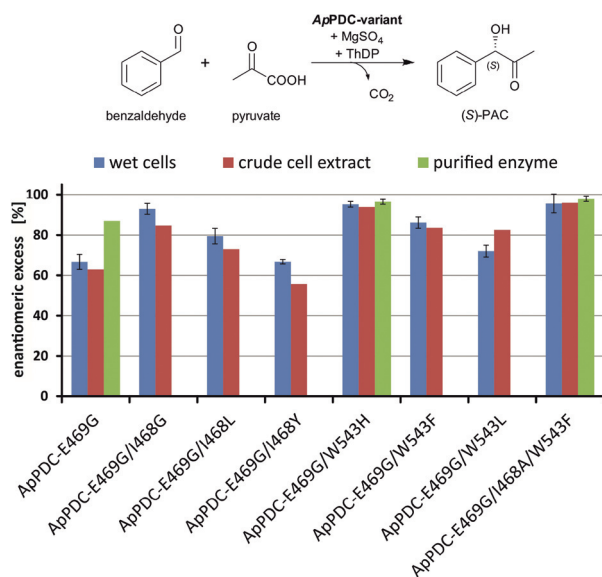 ApPDC-variant
+ MgSO4
+ ThDP
CO2
O
+
O
COOH
OH
(S)
O
benzaldehyde
pyruvate
(S)-PAC
wet cells
crude cell extract
purified enzyme
enantiomeric excess [%]
100
80
60
40
20
0
ApPDC-E469G
ApPDC-E469G/I468G
ApPDC-E469G/I468L
ApPDC-E469G/I468Y
ApPDC-E469G/W543H
ApPDC-E469G/W543F
ApPDC-E469G/W543L
ApPDC-E469G/I468A/W543F